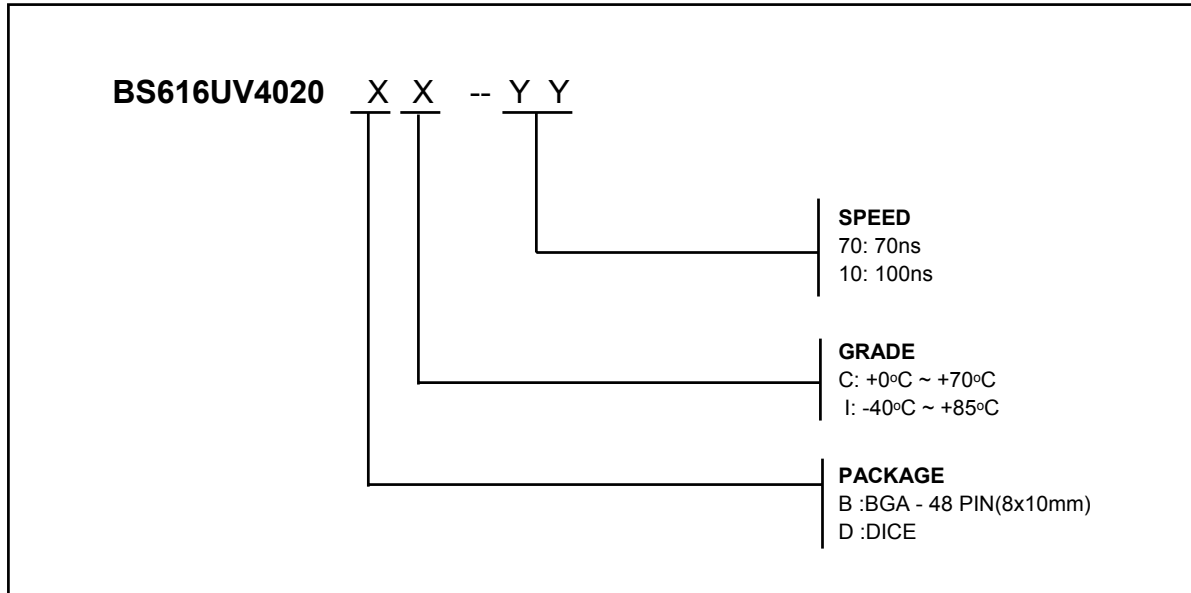 BS616UV4020 X X -- Y Y
SPEED
70: 70ns
10: 100ns
GRADE
C: +0oC ~ +70oC
I: -40oC ~ +85oC
PACKAGE
B :BGA - 48 PIN(8x10mm)
D :DICE